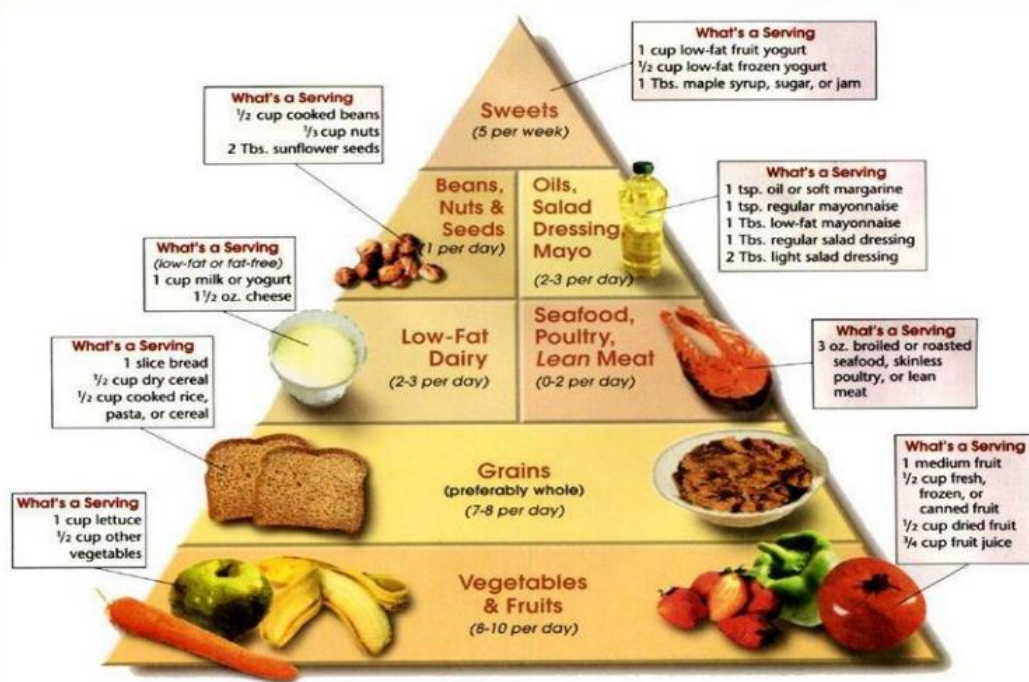 What's a Serving
1 cup low-fat fruit yogurt
½ cup low-fat frozen yogurt
1 Tbs. maple syrup, sugar, or jam
Sweets
(5 per week)
What's a Serving
½ cup cooked beans
⅓ cup nuts
2 Tbs. sunflower seeds
Beans,
Nuts &
Seeds
(1 per day)
Oils,
Salad
Dressing,
Mayo
(2-3 per day)
What's a Serving
1 tsp. oil or soft margarine
1 tsp. regular mayonnaise
1 Tbs. low-fat mayonnaise
1 Tbs. regular salad dressing
2 Tbs. light salad dressing
What's a Serving
(low-fat or fat-free)
1 cup milk or yogurt
1½ oz. cheese
Low-Fat
Dairy
(2-3 per day)
Seafood,
Poultry,
Lean Meat
(0-2 per day)
What's a Serving
3 oz. broiled or roasted
seafood, skinless
poultry, or lean
meat
What's a Serving
1 slice bread
½ cup dry cereal
½ cup cooked rice,
pasta, or cereal
Grains
(preferably whole)
(7-8 per day)
What's a Serving
1 cup lettuce
½ cup other
vegetables
Vegetables
& Fruits
(8-10 per day)
What's a Serving
1 medium fruit
½ cup fresh,
frozen, or
canned fruit
½ cup dried fruit
¾ cup fruit juice